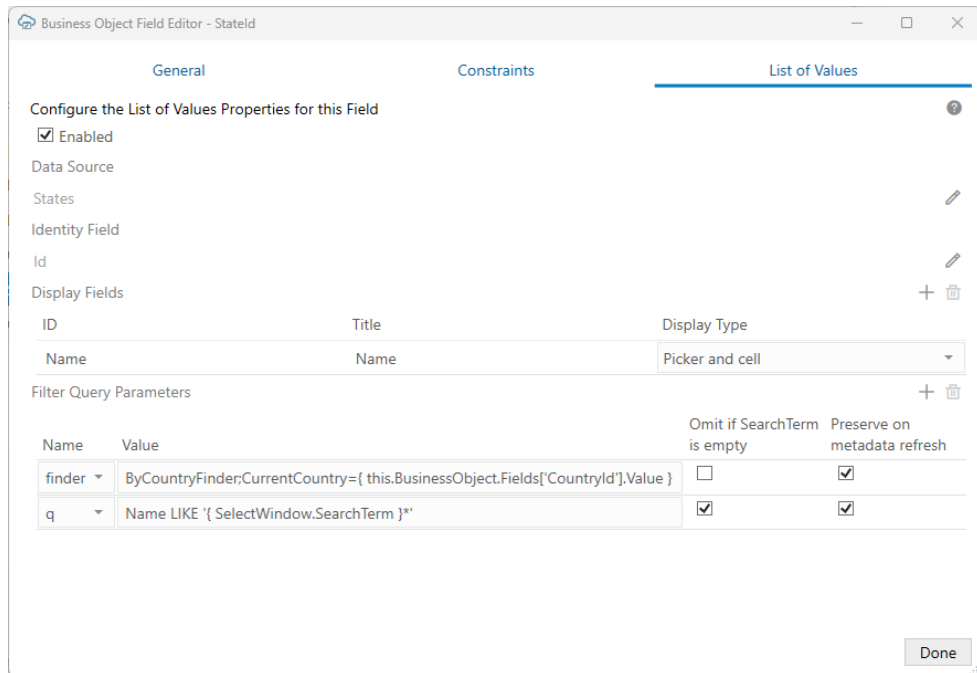 Business Object Field Editor - StateId
General Constraints List of Values
Configure the List of Values Properties for this Field
Enabled
Data Source
States
Identity Field
Id
Display Fields
ID Title Display Type
Name Name Picker and cell
Filter Query Parameters
Name Value Omit if SearchTerm is empty Preserve on metadata refresh
finder ByCountryFinder;CurrentCountry={ this.BusinessObject.Fields['CountryId'].Value }
q Name LIKE '{ SelectWindow.SearchTerm }*'
Done